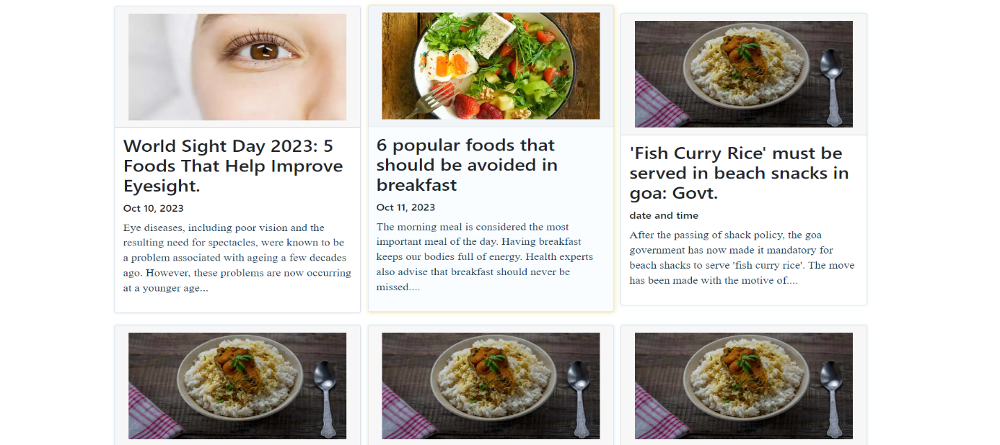 World Sight Day 2023: 5
Foods That Help Improve
Eyesight.
Oct 10, 2023
Eye diseases, including poor vision and the
resulting need for spectacles, were known to be
a problem associated with ageing a few decades
ago. However, these problems are now occurring
at a younger age...
6 popular foods that
should be avoided in
breakfast
Oct 11, 2023
The morning meal is considered the most
important meal of the day. Having breakfast
keeps our bodies full of energy. Health experts
also advise that breakfast should never be
missed....
'Fish Curry Rice' must be
served in beach snacks in
goa: Govt.
date and time
After the passing of shack policy, the goa
government has now made it mandatory for
beach shacks to serve 'fish curry rice'. The move
has been made with the motive of....